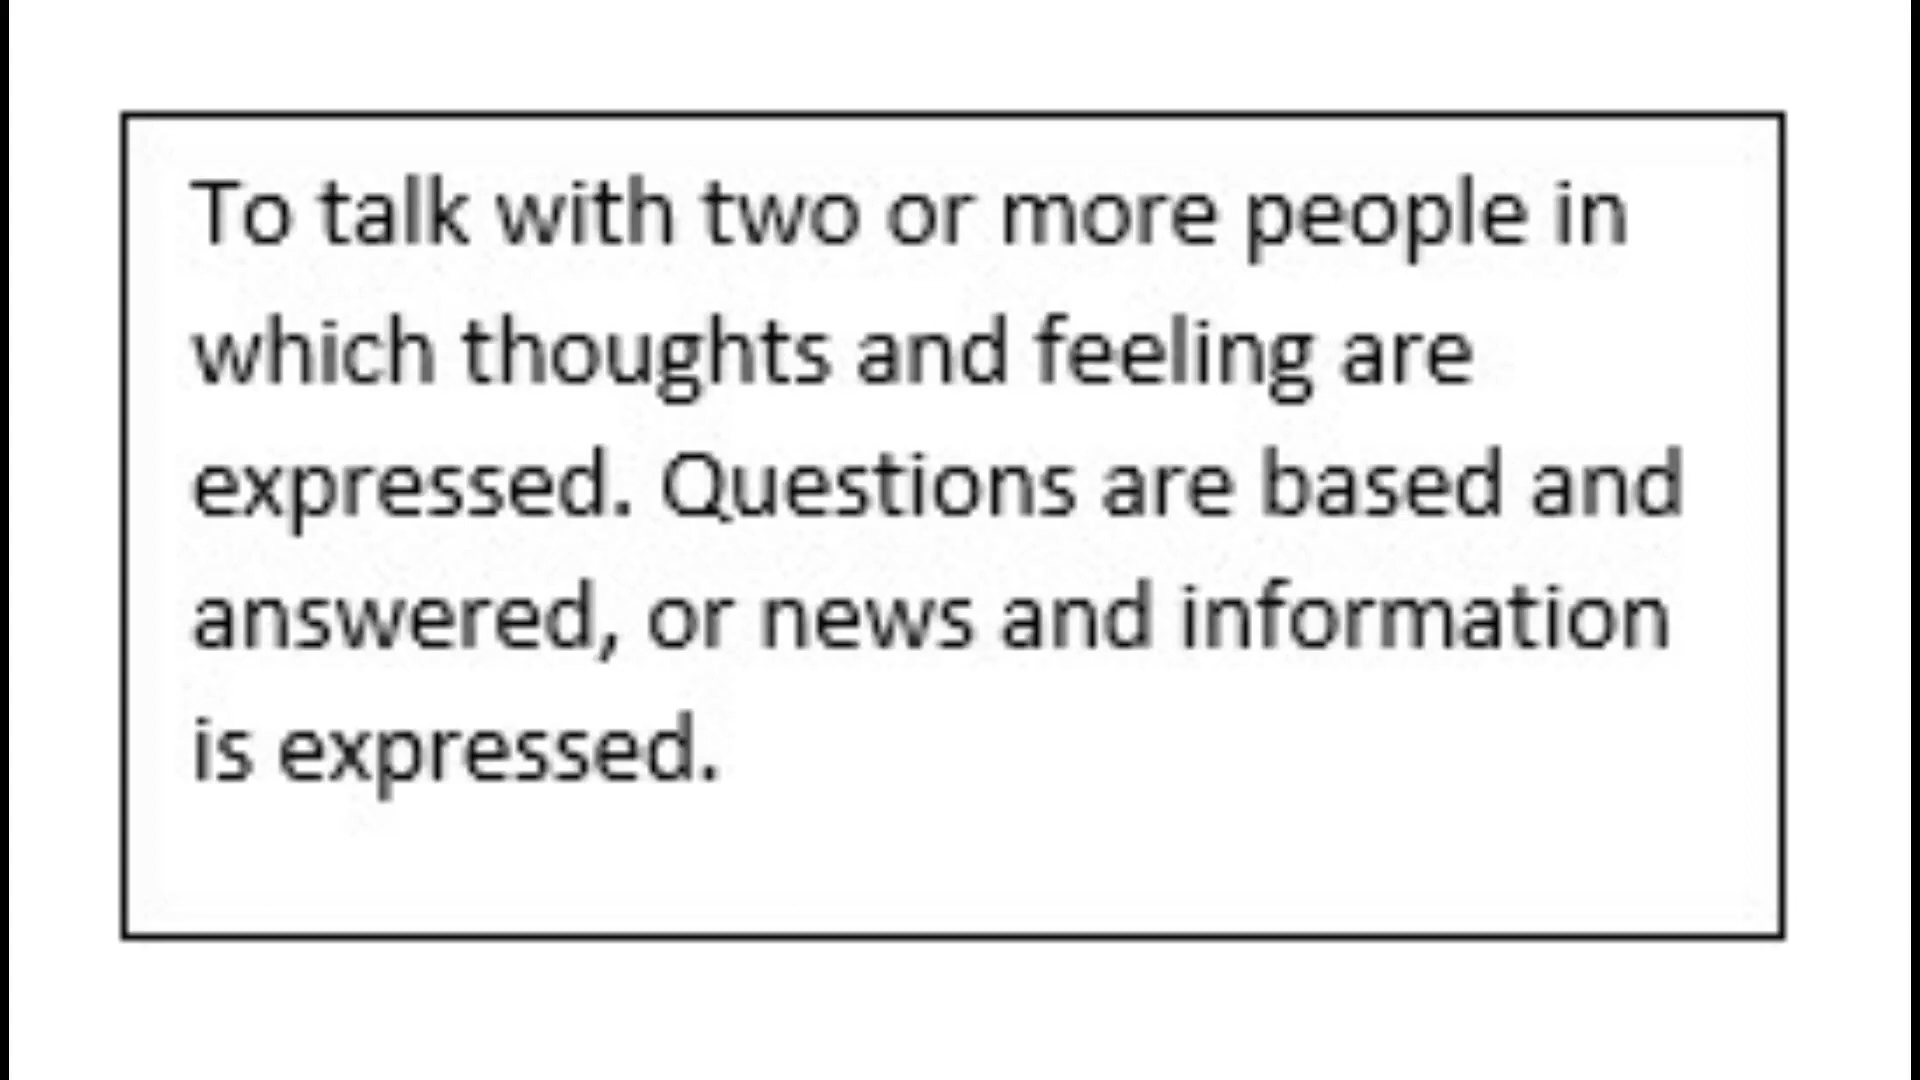 To talk with two or more people in
which thoughts and feeling are
expressed. Questions are based and
answered, or news and information
is expressed.